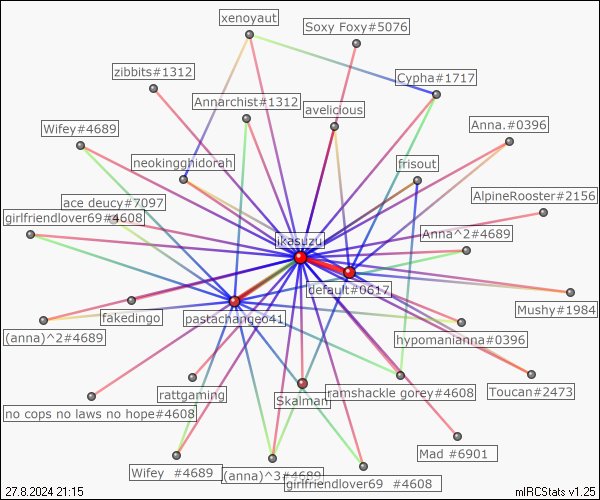 xenoyaut
Soxy Foxy#5076
zibbits#1312
Cypha#1717
Annarchist#1312
avelicious
Wifey#4689
Anna.#0396
neokingghidorah
frisout
ace deucy#7097
AlpineRooster#2156
girlfriendlover69#4608
Anna^2#4689
ikasuzu
default#0617
Mushy#1984
fakedingo
pastachangeo41
(anna)^2#4689
hypomanianna#0396
rattgaming
Skalman
ramshackle gorey#4608
Toucan#2473
no cops no laws no hope#4608
Mad #6901
Wifey #4689
(anna)^3#4689
girlfriendlover69 #4608
27.8.2024 21:15
mIRCStats v1.25